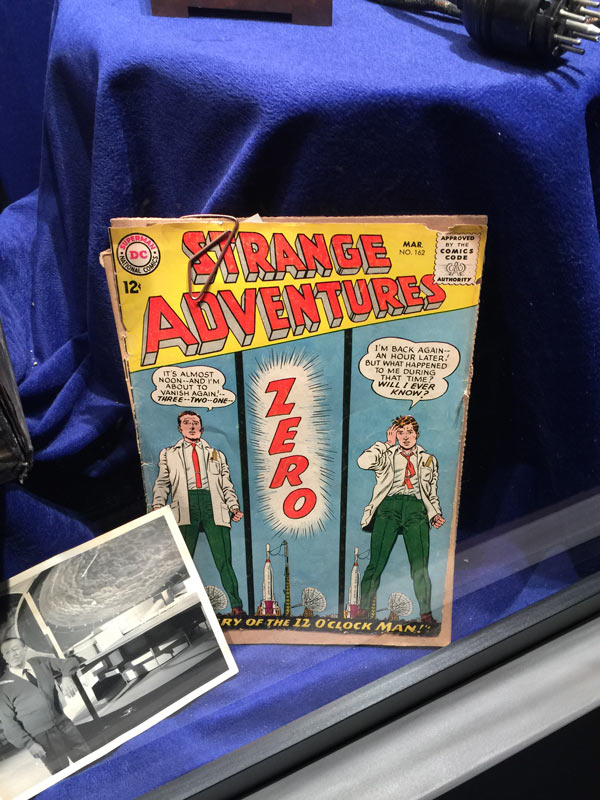 SUPERMAN
DC
NATIONAL COMICS
12¢
STRANGE
ADVENTURES
MAR.
NO. 162
APPROVED
BY THE
COMICS
CODE
AUTHORITY
IT'S ALMOST
NOON--AND I'M
ABOUT TO
VANISH AGAIN!--
THREE--TWO--ONE--
ZERO
I'M BACK AGAIN--
AN HOUR LATER!
BUT WHAT HAPPENED
TO ME DURING
THAT TIME?
WILL I EVER
KNOW?
OF THE 12 O'CLOCK MAN!"